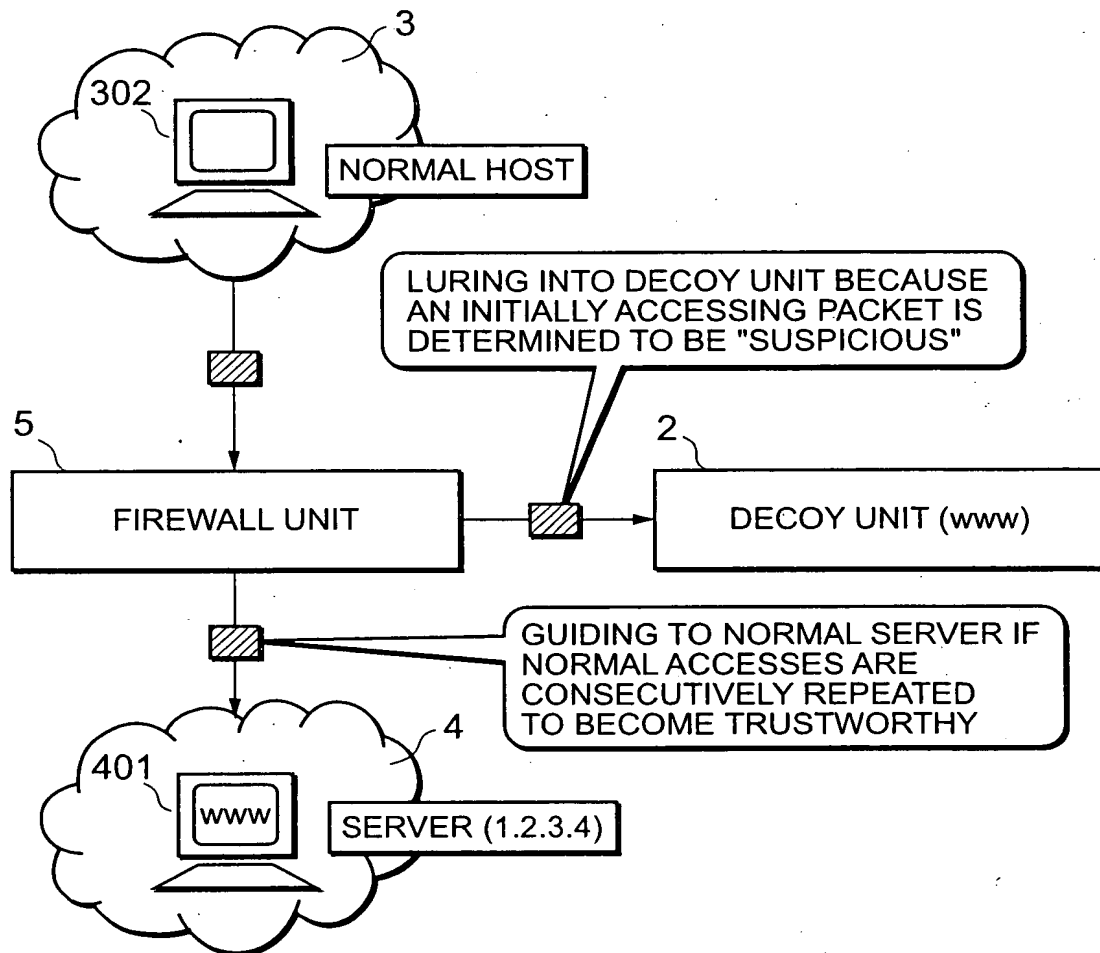 3
302
NORMAL HOST
LURING INTO DECOY UNIT BECAUSE
AN INITIALLY ACCESSING PACKET IS
DETERMINED TO BE "SUSPICIOUS"
5
2
FIREWALL UNIT
DECOY UNIT (www)
GUIDING TO NORMAL SERVER IF
NORMAL ACCESSES ARE
CONSECUTIVELY REPEATED
TO BECOME TRUSTWORTHY
4
401
www
SERVER (1.2.3.4)